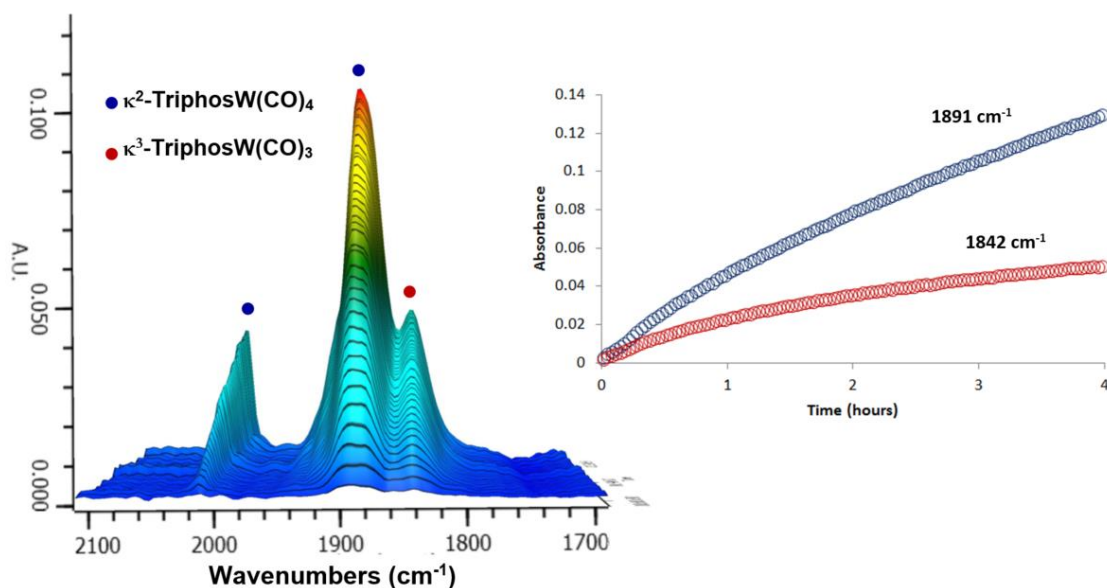 κ²-TriphosW(CO)₄
κ³-TriphosW(CO)₃
0.100
0.050
0.000
A.U.
2100 2000 1900 1800 1700
Wavenumbers (cm⁻¹)
0.14
0.12
0.1
0.08
0.06
0.04
0.02
0
Absorbance
1891 cm⁻¹
1842 cm⁻¹
0 1 2 3 4
Time (hours)